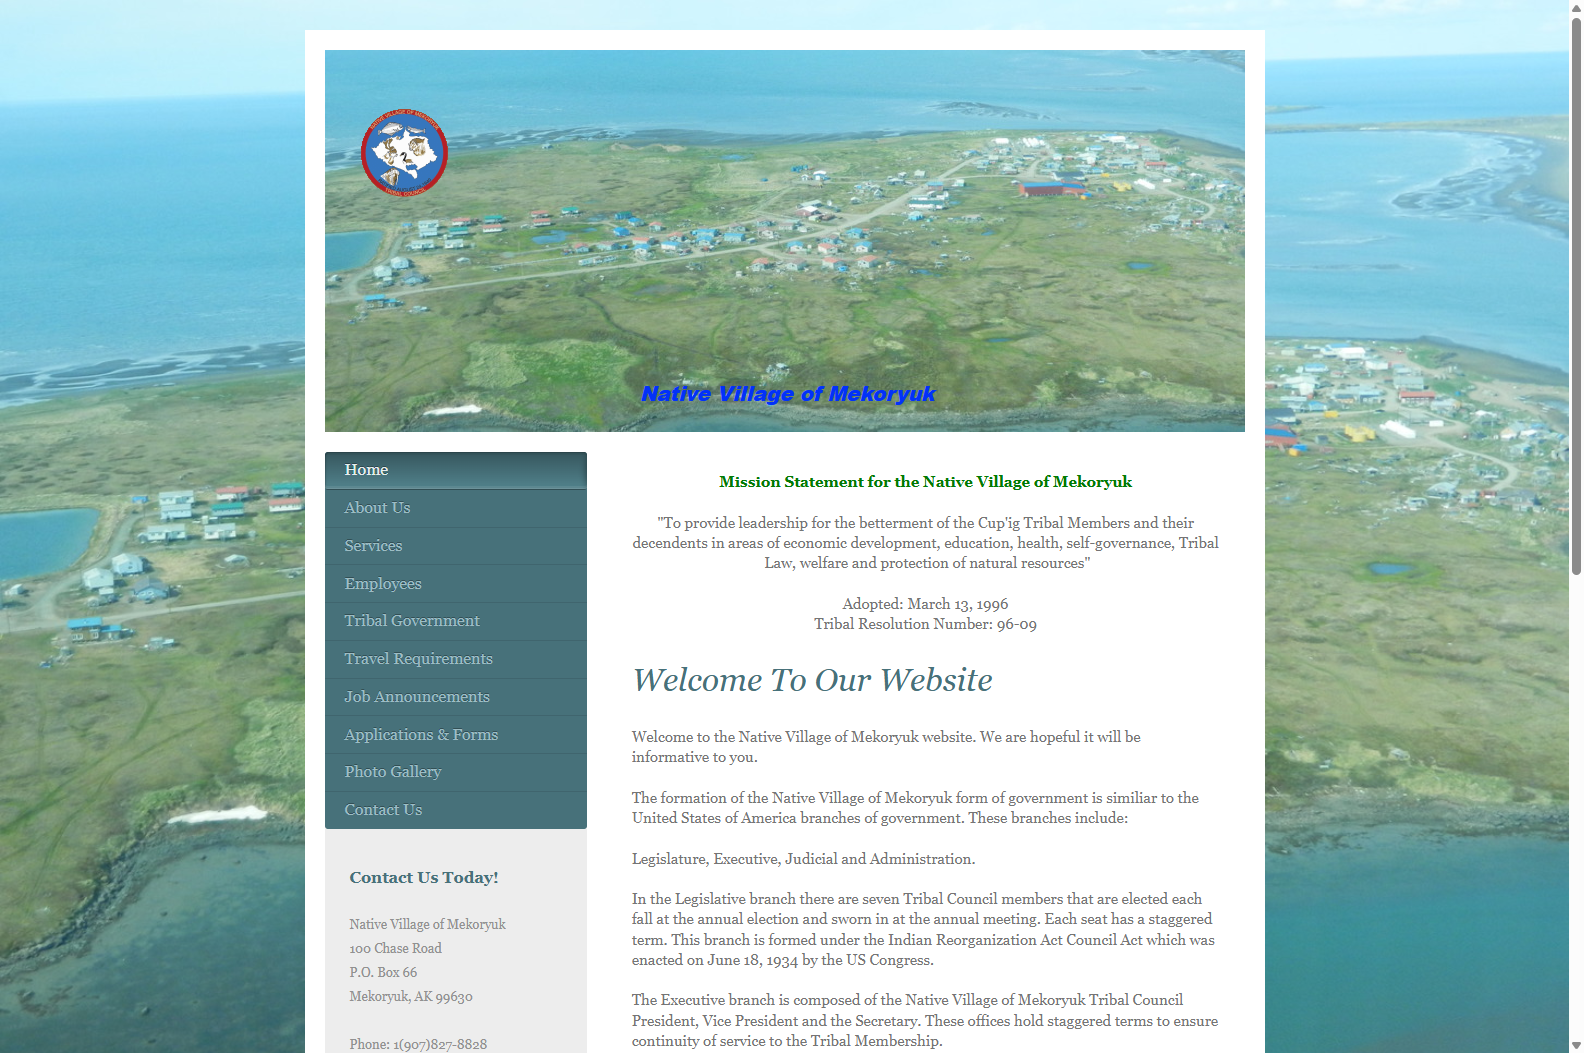 NATIVE VILLAGE OF MEKORYUK
TRIBAL COUNCIL
Native Village of Mekoryuk
Home
About Us
Services
Employees
Tribal Government
Travel Requirements
Job Announcements
Applications & Forms
Photo Gallery
Contact Us
Contact Us Today!
Native Village of Mekoryuk
100 Chase Road
P.O. Box 66
Mekoryuk, AK 99630
Phone: 1(907)827-8828
Mission Statement for the Native Village of Mekoryuk
"To provide leadership for the betterment of the Cup'ig Tribal Members and their
decendents in areas of economic development, education, health, self-governance, Tribal
Law, welfare and protection of natural resources"
Adopted: March 13, 1996
Tribal Resolution Number: 96-09
Welcome To Our Website
Welcome to the Native Village of Mekoryuk website. We are hopeful it will be
informative to you.
The formation of the Native Village of Mekoryuk form of government is similiar to the
United States of America branches of government. These branches include:
Legislature, Executive, Judicial and Administration.
In the Legislative branch there are seven Tribal Council members that are elected each
fall at the annual election and sworn in at the annual meeting. Each seat has a staggered
term. This branch is formed under the Indian Reorganization Act Council Act which was
enacted on June 18, 1934 by the US Congress.
The Executive branch is composed of the Native Village of Mekoryuk Tribal Council
President, Vice President and the Secretary. These offices hold staggered terms to ensure
continuity of service to the Tribal Membership.